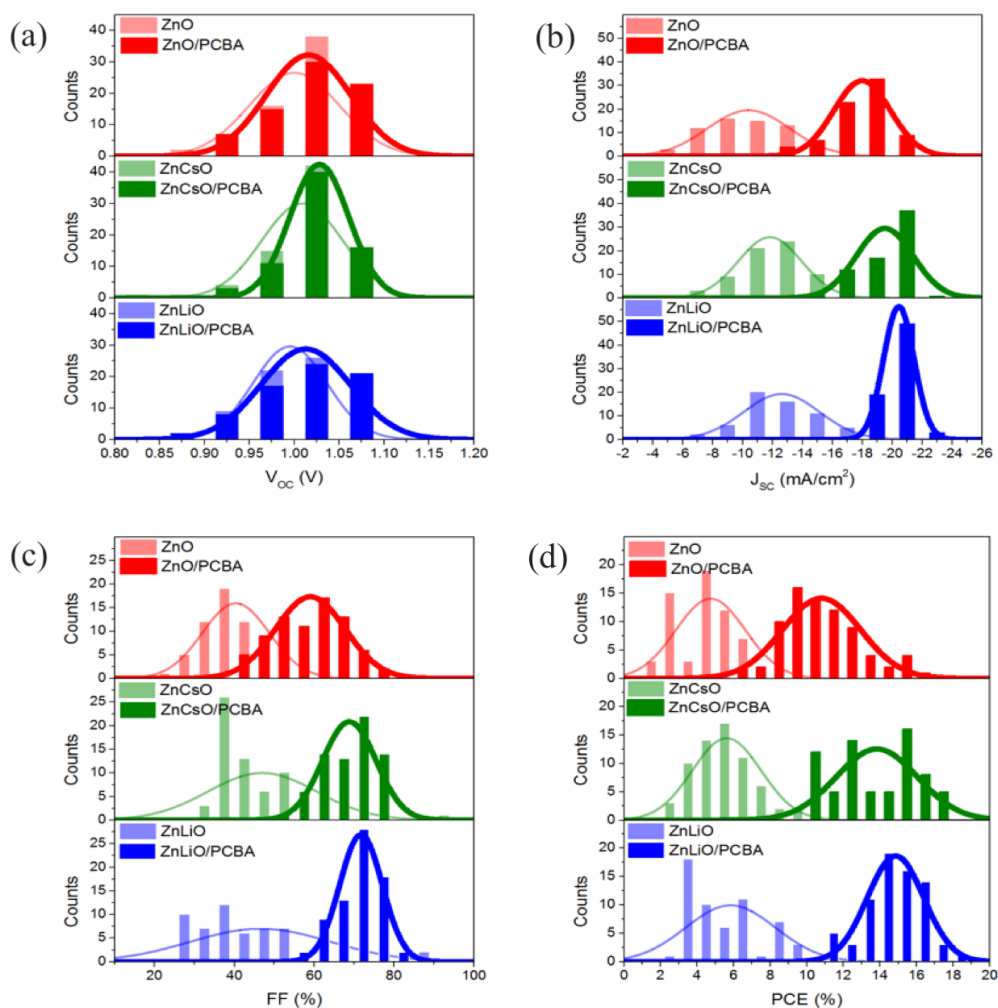 (a)
ZnO
ZnO/PCBA
40
30
20
10
0
Counts
ZnCsO
ZnCsO/PCBA
40
30
20
10
0
Counts
ZnLiO
ZnLiO/PCBA
40
30
20
10
0
Counts
0.80 0.90 0.95 1.00 1.05 1.10 1.15 1.20
V_OC (V)
(b)
ZnO
ZnO/PCBA
50
40
30
20
10
0
Counts
ZnCsO
ZnCsO/PCBA
50
40
30
20
10
0
Counts
ZnLiO
ZnLiO/PCBA
50
40
30
20
10
0
Counts
-2 -4 -6 -8 -10 -12 -14 -16 -18 -20 -22 -24 -26
J_SC (mA/cm²)
(c)
ZnO
ZnO/PCBA
25
20
15
10
5
0
Counts
ZnCsO
ZnCsO/PCBA
20
15
10
5
0
Counts
ZnLiO
ZnLiO/PCBA
25
20
15
10
5
0
Counts
20 40 60 80 100
FF (%)
(d)
ZnO
ZnO/PCBA
20
15
10
5
0
Counts
ZnCsO
ZnCsO/PCBA
20
15
10
5
0
Counts
ZnLiO
ZnLiO/PCBA
20
15
10
5
0
Counts
0 2 4 6 8 10 12 14 16 18 20
PCE (%)